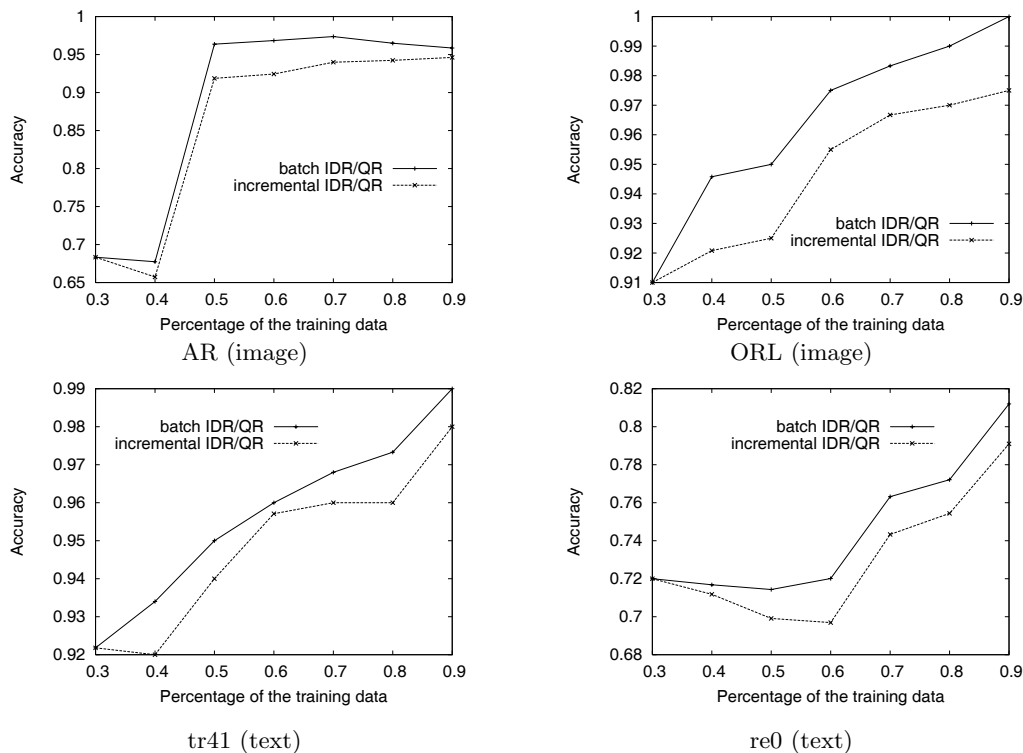 1
0.95
0.9
0.85
0.8
0.75
0.7
0.65
Accuracy
batch IDR/QR
incremental IDR/QR
0.3 0.4 0.5 0.6 0.7 0.8 0.9
Percentage of the training data
AR (image)
1
0.99
0.98
0.97
0.96
0.95
0.94
0.93
0.92
0.91
Accuracy
batch IDR/QR
incremental IDR/QR
0.3 0.4 0.5 0.6 0.7 0.8 0.9
Percentage of the training data
ORL (image)
0.99
0.98
0.97
0.96
0.95
0.94
0.93
0.92
Accuracy
batch IDR/QR
incremental IDR/QR
0.3 0.4 0.5 0.6 0.7 0.8 0.9
Percentage of the training data
tr41 (text)
0.82
0.8
0.78
0.76
0.74
0.72
0.7
0.68
Accuracy
batch IDR/QR
incremental IDR/QR
0.3 0.4 0.5 0.6 0.7 0.8 0.9
Percentage of the training data
re0 (text)